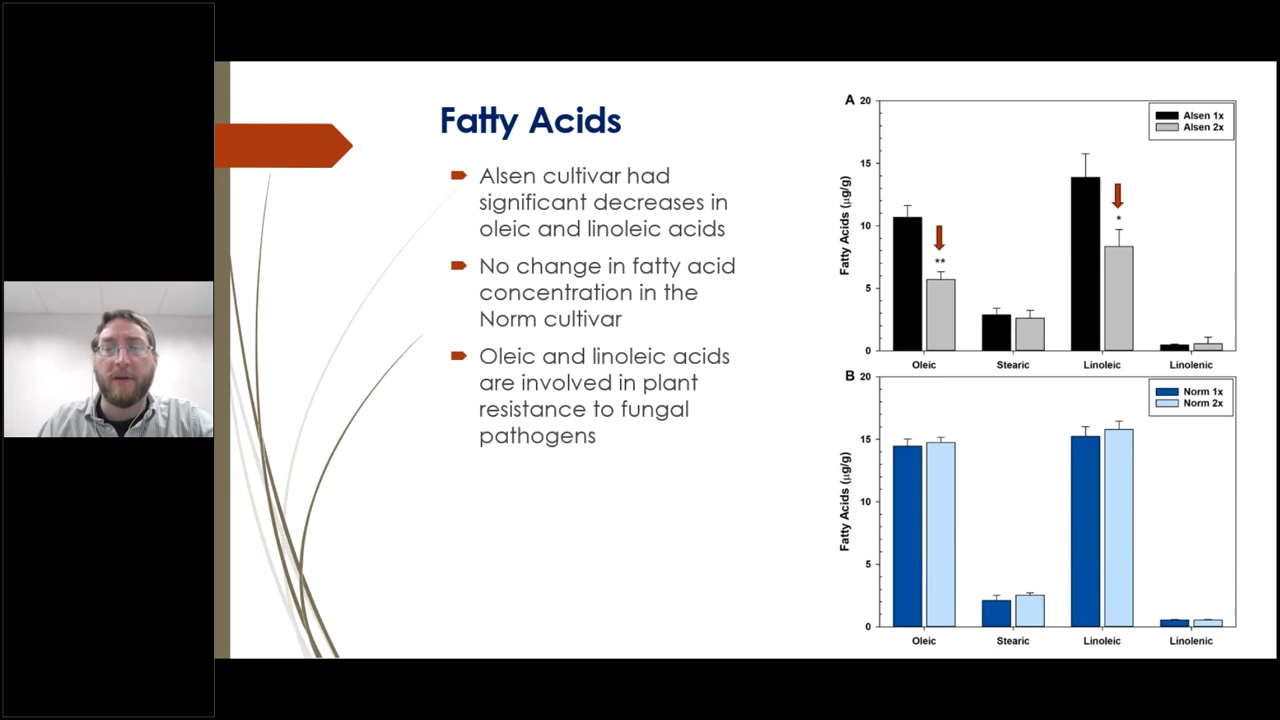 Fatty Acids
Alsen cultivar had
significant decreases in
oleic and linoleic acids
No change in fatty acid
concentration in the
Norm cultivar
Oleic and linoleic acids
are involved in plant
resistance to fungal
pathogens
A
20
15
10
5
0
Fatty Acids (μg/g)
Alsen 1x
Alsen 2x
**
*
Oleic Stearic Linoleic Linolenic
B
20
15
10
5
0
Fatty Acids (μg/g)
Norm 1x
Norm 2x
Oleic Stearic Linoleic Linolenic